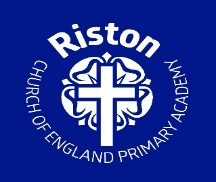 Riston
CHURCH OF ENGLAND PRIMARY ACADEMY